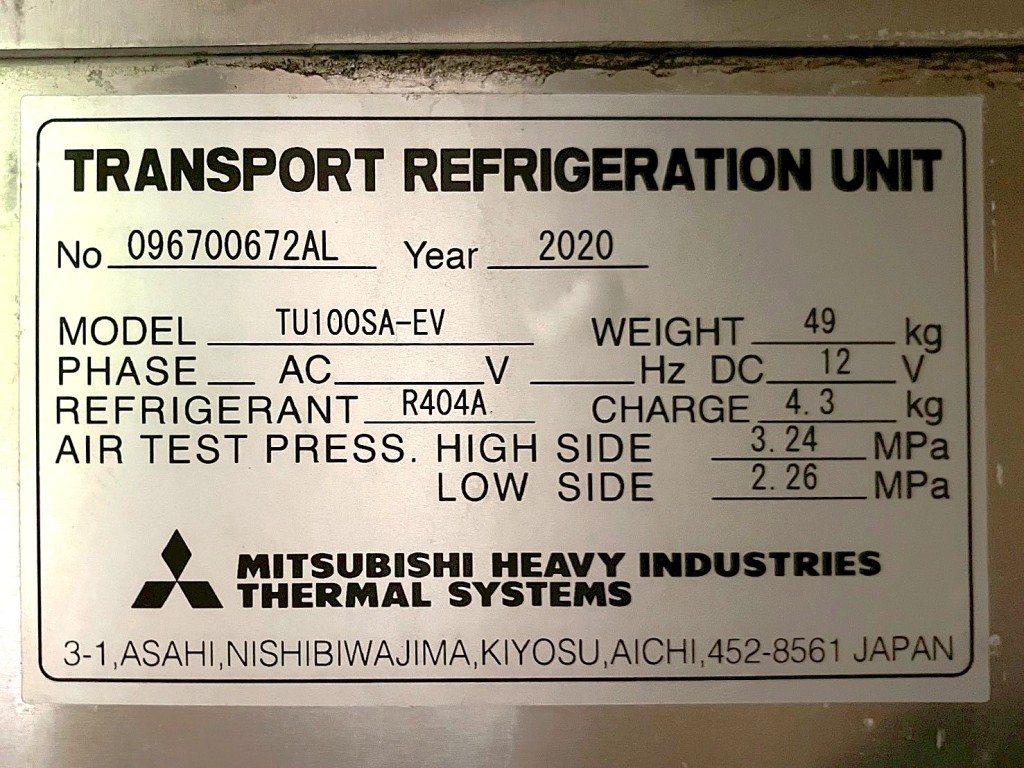 TRANSPORT REFRIGERATION UNIT
No 096700672AL Year 2020
MODEL TU100SA-EV WEIGHT 49 kg
PHASE AC V Hz DC 12 V
REFRIGERANT R404A CHARGE 4.3 kg
AIR TEST PRESS. HIGH SIDE 3.24 MPa
LOW SIDE 2.26 MPa
MITSUBISHI HEAVY INDUSTRIES
THERMAL SYSTEMS
3-1,ASAHI,NISHIBIWAJIMA,KIYOSU,AICHI,452-8561 JAPAN